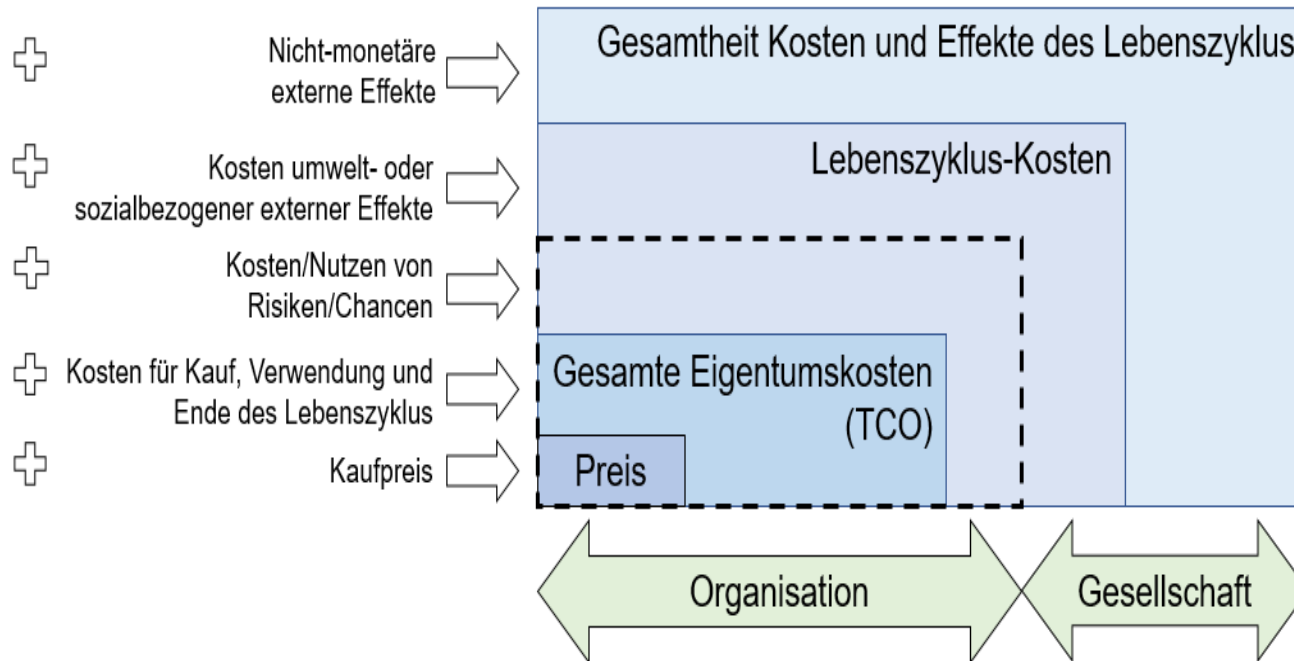 Gesamtheit Kosten und Effekte des Lebenszyklus
Nicht-monetäre
externe Effekte
Lebenszyklus-Kosten
Kosten umwelt- oder
sozialbezogener externer Effekte
Kosten/Nutzen von
Risiken/Chancen
Kosten für Kauf, Verwendung und
Ende des Lebenszyklus
Gesamte Eigentumskosten
(TCO)
Kaufpreis
Preis
Organisation
Gesellschaft